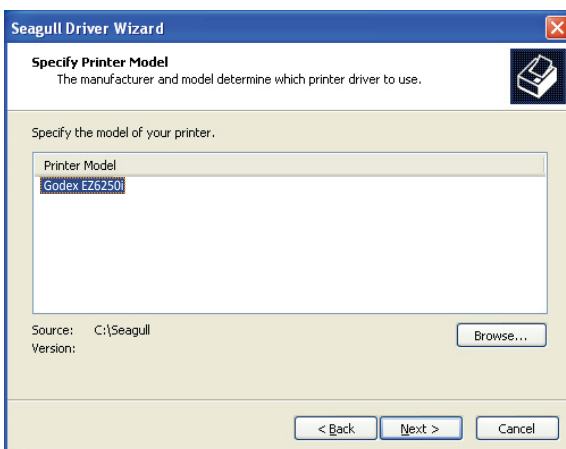 Seagull Driver Wizard
Specify Printer Model
The manufacturer and model determine which printer driver to use.
Specify the model of your printer.
Printer Model
Godex EZ6250i
Source: C:\Seagull
Browse...
Version:
< Back Next > Cancel